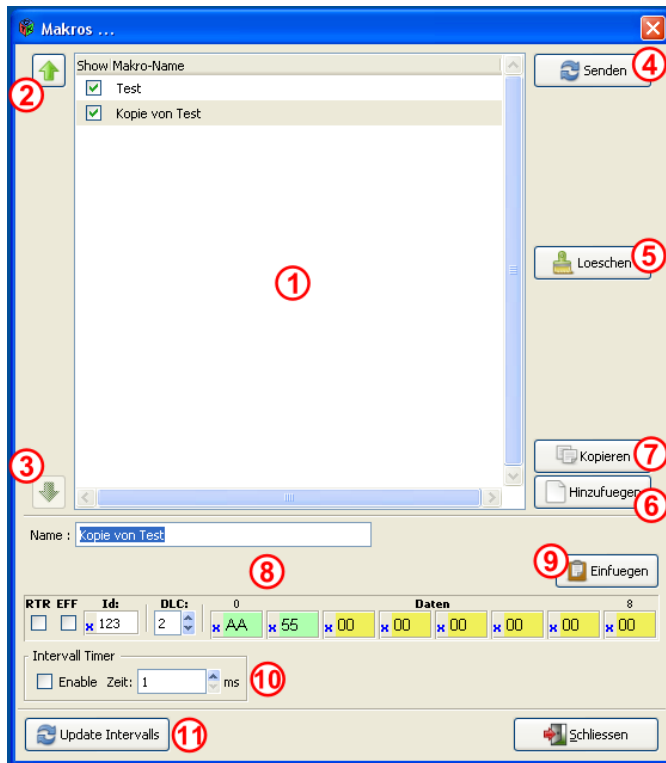 Makros ...
Show Makro-Name
Test
Kopie von Test
1
2
3
Senden 4
Loeschen 5
Kopieren 7
Hinzufuegen 6
Name : Kopie von Test
8
9 Einfuegen
RTR EFF Id: DLC: 0 Daten 8
x 123 2 x AA x 55 x 00 x 00 x 00 x 00 x 00 x 00
Intervall Timer
Enable Zeit: 1 ms 10
Update Intervalls 11
Schliessen